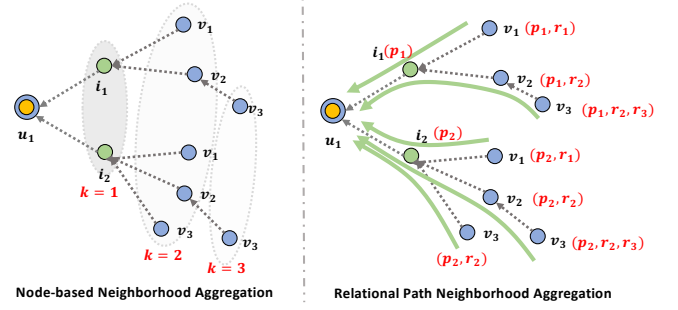 v₁
i₁
v₂
v₃
u₁
v₁
i₂
k = 1
v₂
v₃
v₃
k = 2
k = 3
Node-based Neighborhood Aggregation
v₁ (p₁, r₁)
i₁(p₁)
v₂ (p₁, r₂)
v₃ (p₁, r₂, r₃)
u₁
i₂ (p₂)
v₁ (p₂, r₁)
v₂ (p₂, r₂)
v₃
v₃ (p₂, r₂, r₃)
(p₂, r₂)
Relational Path Neighborhood Aggregation